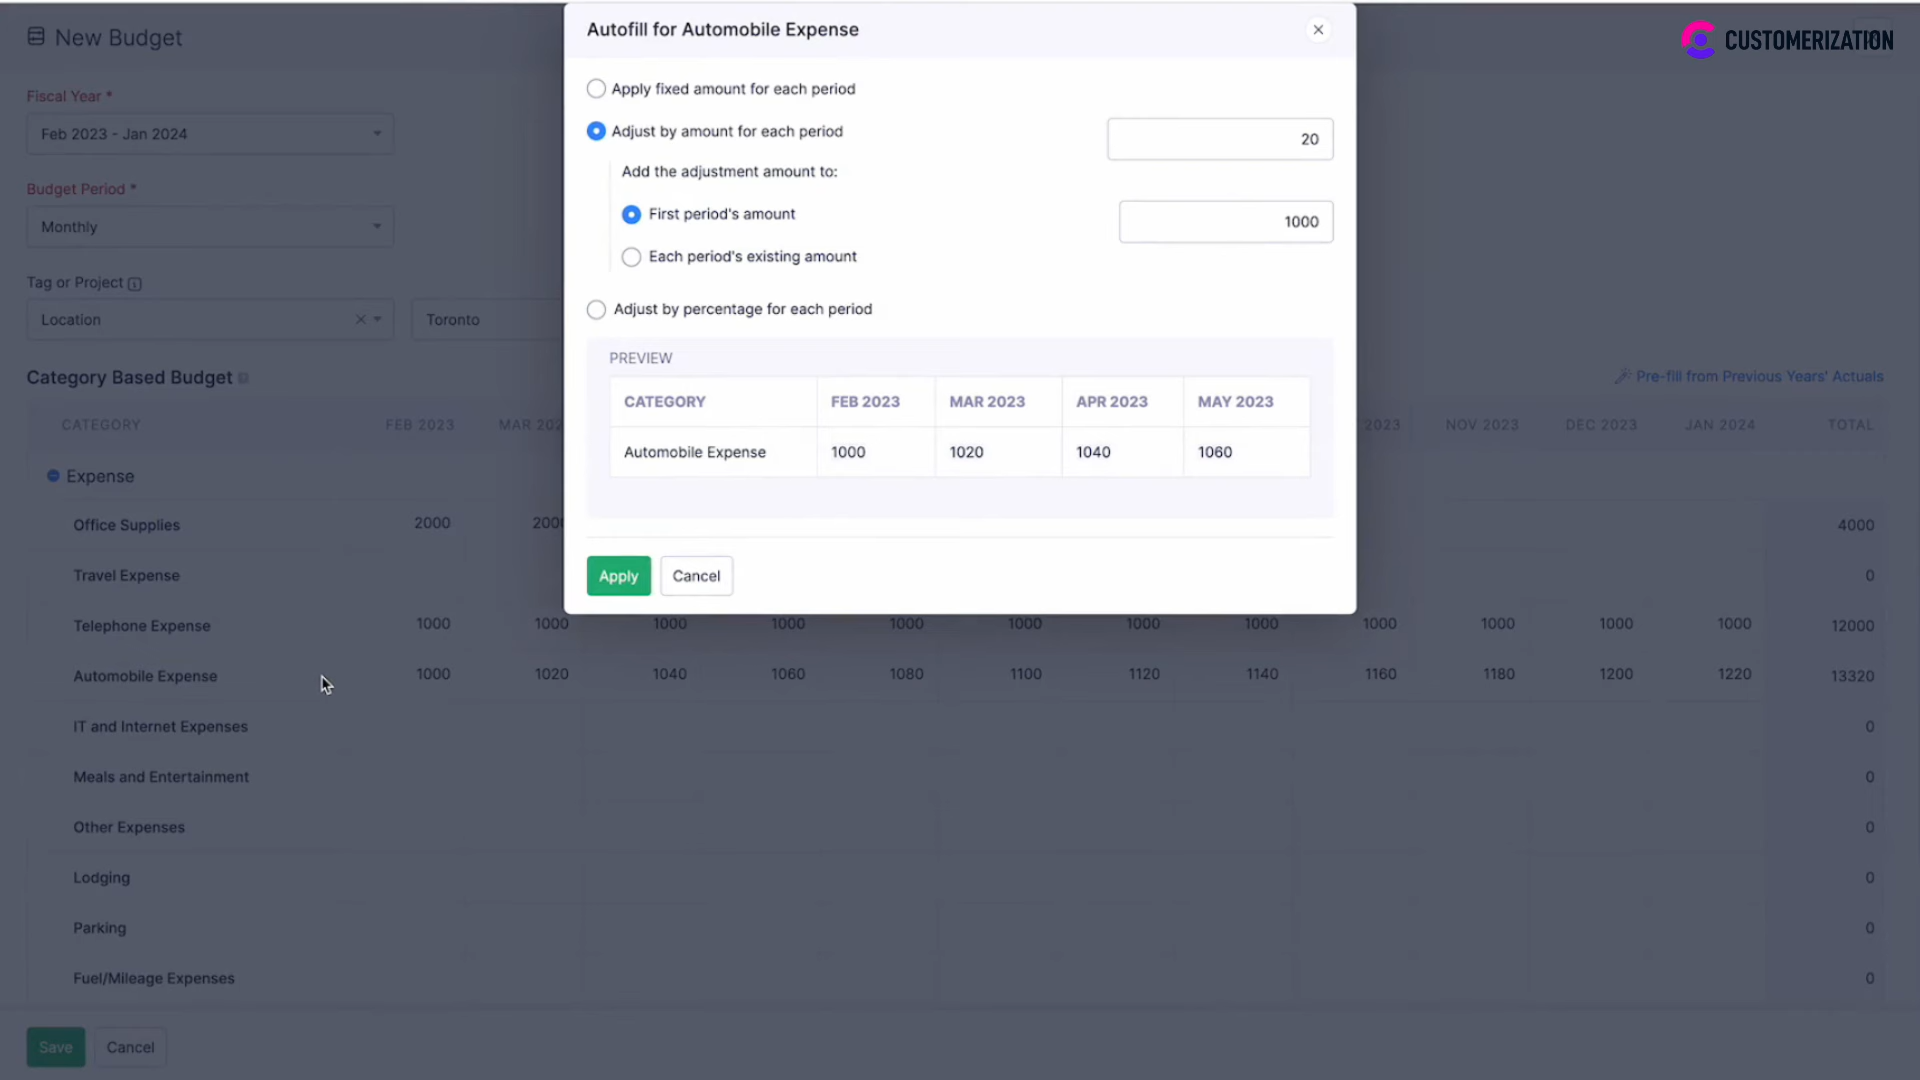 New Budget
CUSTOMERIZATION
Fiscal Year *
Feb 2023 - Jan 2024
Budget Period *
Monthly
Tag or Project
Location
Toronto
Category Based Budget
Pre-fill from Previous Years' Actuals
CATEGORY FEB 2023 MAR 202 2023 NOV 2023 DEC 2023 JAN 2024 TOTAL
Expense
Office Supplies 2000 2000 4000
Travel Expense 0
Telephone Expense 1000 1000 1000 1000 1000 1000 1000 1000 1000 1000 1000 1000 12000
Automobile Expense 1000 1020 1040 1060 1080 1100 1120 1140 1160 1180 1200 1220 13320
IT and Internet Expenses 0
Meals and Entertainment 0
Other Expenses 0
Lodging 0
Parking 0
Fuel/Mileage Expenses 0
Save Cancel
Autofill for Automobile Expense
Apply fixed amount for each period
Adjust by amount for each period 20
Add the adjustment amount to:
First period's amount 1000
Each period's existing amount
Adjust by percentage for each period
PREVIEW
CATEGORY FEB 2023 MAR 2023 APR 2023 MAY 2023
Automobile Expense 1000 1020 1040 1060
Apply Cancel